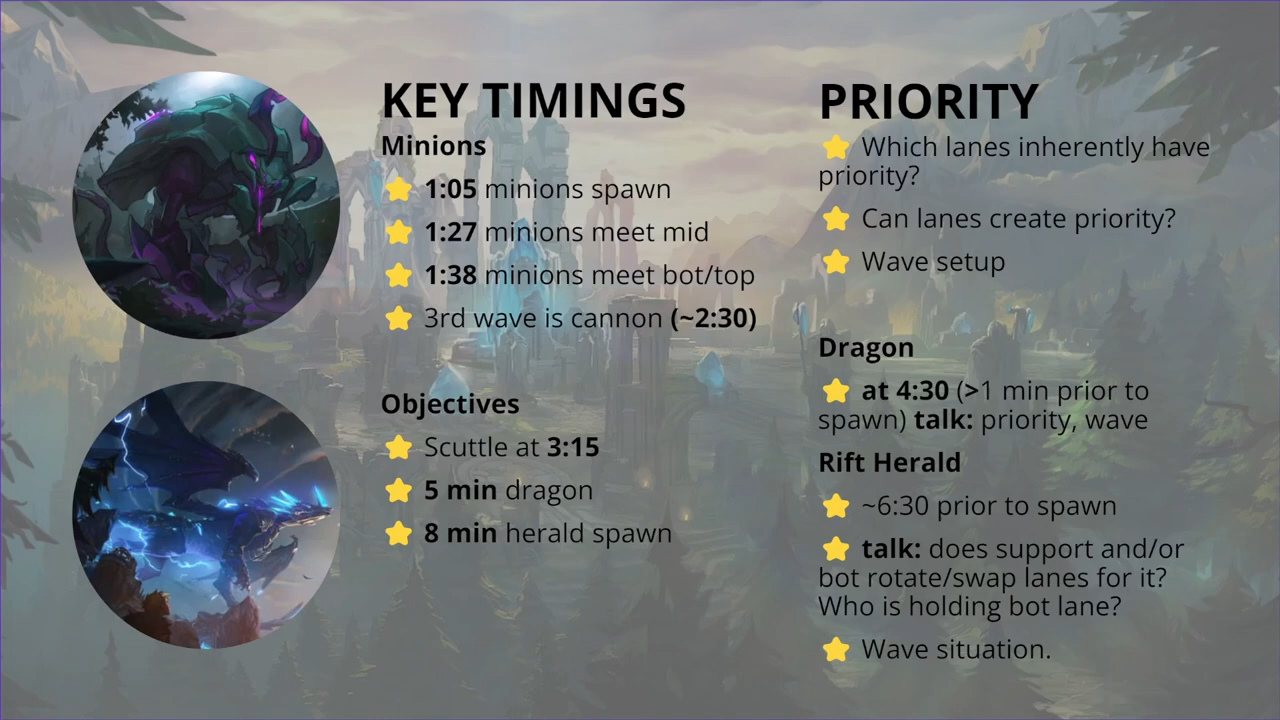 KEY TIMINGS
Minions
1:05 minions spawn
1:27 minions meet mid
1:38 minions meet bot/top
3rd wave is cannon (~2:30)
Objectives
Scuttle at 3:15
5 min dragon
8 min herald spawn
PRIORITY
Which lanes inherently have
priority?
Can lanes create priority?
Wave setup
Dragon
at 4:30 (>1 min prior to
spawn) talk: priority, wave
Rift Herald
~6:30 prior to spawn
talk: does support and/or
bot rotate/swap lanes for it?
Who is holding bot lane?
Wave situation.